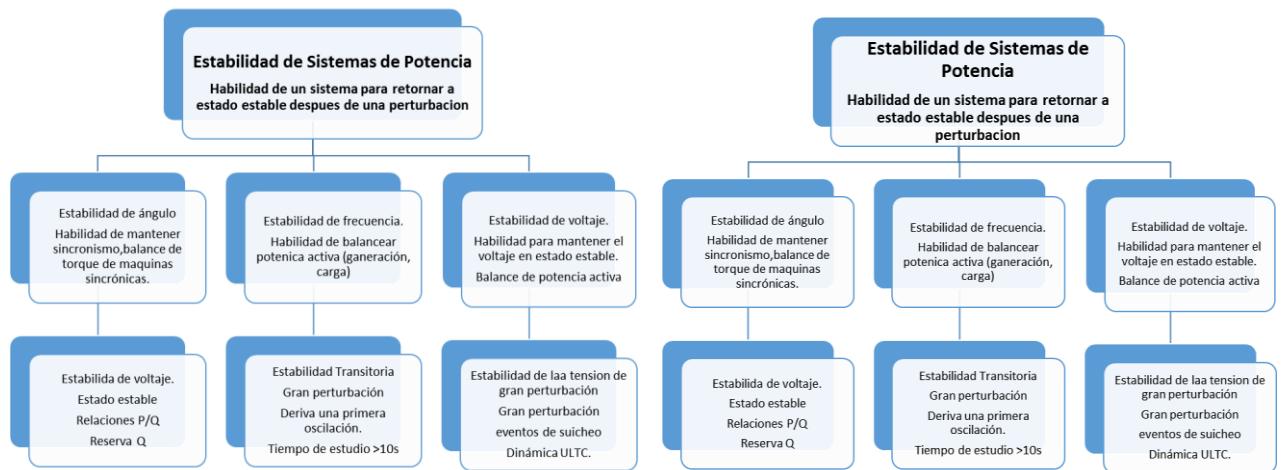 Estabilidad de Sistemas de Potencia
Habilidad de un sistema para retornar a
estado estable despues de una perturbacion
Estabilidad de ángulo
Habilidad de mantener
sincronismo,balance de
torque de maquinas
sincrónicas.
Estabilidad de frecuencia.
Habilidad de balancear
potenica activa (ganeración,
carga)
Estabilidad de voltaje.
Habilidad para mantener el
voltaje en estado estable.
Balance de potencia activa
Estabilida de voltaje.
Estado estable
Relaciones P/Q
Reserva Q
Estabilidad Transitoria
Gran perturbación
Deriva una primera
oscilación.
Tiempo de estudio >10s
Estabilidad de laa tension de
gran perturbación
Gran perturbación
eventos de suicheo
Dinámica ULTC.
Estabilidad de Sistemas de
Potencia
Habilidad de un sistema para retornar a
estado estable despues de una
perturbacion
Estabilidad de ángulo
Habilidad de mantener
sincronismo,balance de
torque de maquinas
sincrónicas.
Estabilidad de frecuencia.
Habilidad de balancear
potenica activa (ganeración,
carga)
Estabilidad de voltaje.
Habilidad para mantener el
voltaje en estado estable.
Balance de potencia activa
Estabilida de voltaje.
Estado estable
Relaciones P/Q
Reserva Q
Estabilidad Transitoria
Gran perturbación
Deriva una primera
oscilación.
Tiempo de estudio >10s
Estabilidad de laa tension de
gran perturbación
Gran perturbación
eventos de suicheo
Dinámica ULTC.